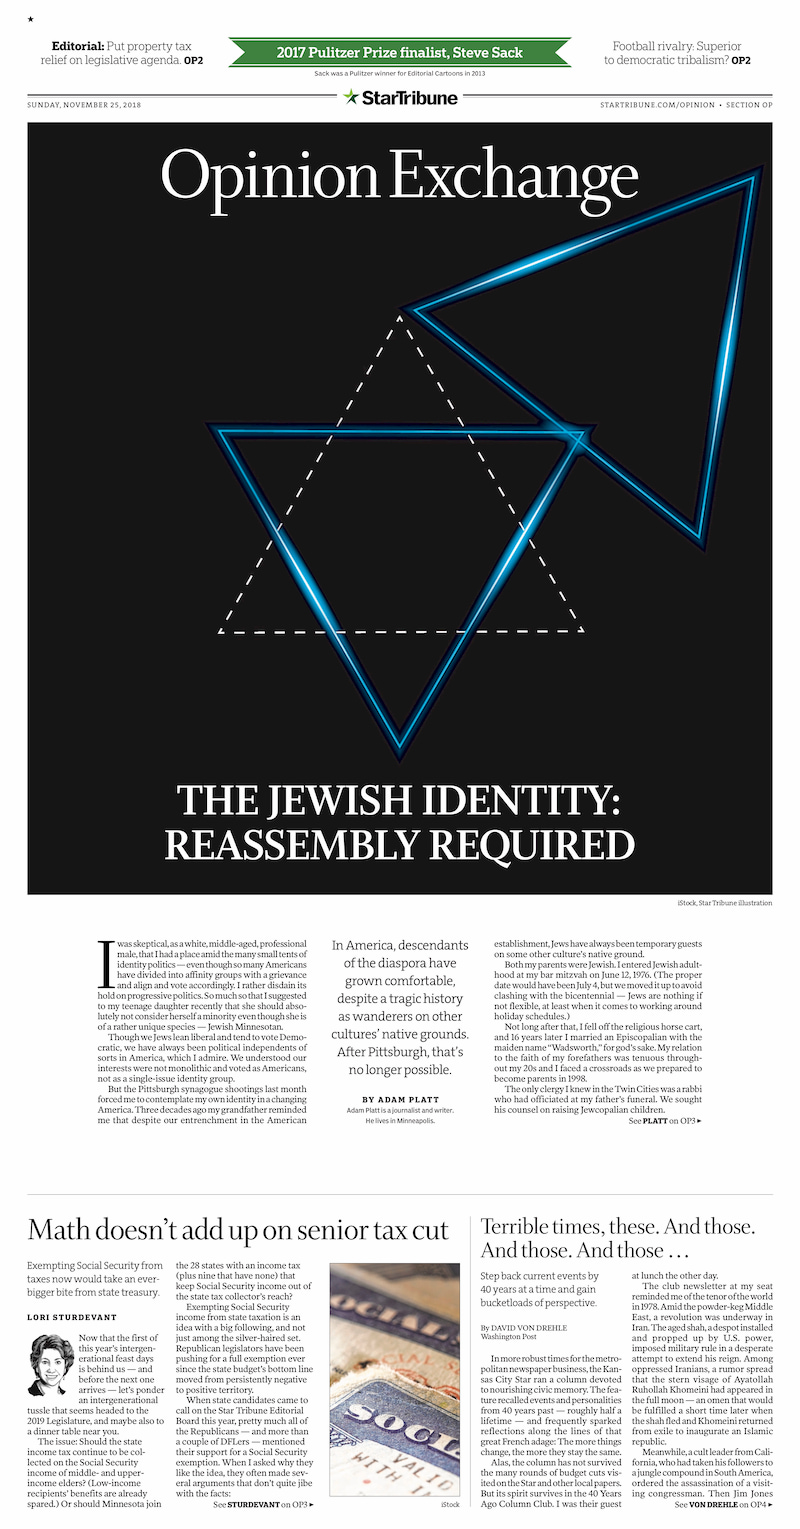 Editorial: Put property tax
relief on legislative agenda. OP2
2017 Pulitzer Prize finalist, Steve Sack
Sack was a Pulitzer winner for Editorial Cartoons in 2013
Football rivalry: Superior
to democratic tribalism? OP2
SUNDAY, NOVEMBER 25, 2018
StarTribune
STARTRIBUNE.COM/OPINION • SECTION OP
Opinion Exchange
THE JEWISH IDENTITY:
REASSEMBLY REQUIRED
iStock, Star Tribune illustration
I was skeptical, as a white, middle-aged, professional
male, that I had a place amid the many small tents of
identity politics — even though so many Americans
have divided into affinity groups with a grievance
and align and vote accordingly. I rather disdain its
hold on progressive politics. So much so that I suggested
to my teenage daughter recently that she should abso-
lutely not consider herself a minority even though she is
of a rather unique species — Jewish Minnesotan.
Though we Jews lean liberal and tend to vote Demo-
cratic, we have always been political independents of
sorts in America, which I admire. We understood our
interests were not monolithic and voted as Americans,
not as a single-issue identity group.
But the Pittsburgh synagogue shootings last month
forced me to contemplate my own identity in a changing
America. Three decades ago my grandfather reminded
me that despite our entrenchment in the American
In America, descendants
of the diaspora have
grown comfortable,
despite a tragic history
as wanderers on other
cultures' native grounds.
After Pittsburgh, that's
no longer possible.
BY ADAM PLATT
Adam Platt is a journalist and writer.
He lives in Minneapolis.
establishment, Jews have always been temporary guests
on some other culture's native ground.
Both my parents were Jewish. I entered Jewish adult-
hood at my bar mitzvah on June 12, 1976. (The proper
date would have been July 4, but we moved it up to avoid
clashing with the bicentennial — Jews are nothing if
not flexible, at least when it comes to working around
holiday schedules.)
Not long after that, I fell off the religious horse cart,
and 16 years later I married an Episcopalian with the
maiden name "Wadsworth," for god's sake. My relation
to the faith of my forefathers was tenuous through-
out my 20s and I faced a crossroads as we prepared to
become parents in 1998.
The only clergy I knew in the Twin Cities was a rabbi
who had officiated at my father's funeral. We sought
his counsel on raising Jewcopalian children.
See PLATT on OP3 ►
Math doesn't add up on senior tax cut
Exempting Social Security from
taxes now would take an ever-
bigger bite from state treasury.
LORI STURDEVANT
Now that the first of
this year's intergen-
erational feast days
is behind us — and
before the next one
arrives — let's ponder
an intergenerational
tussle that seems headed to the
2019 Legislature, and maybe also to
a dinner table near you.
The issue: Should the state
income tax continue to be col-
lected on the Social Security
income of middle- and upper-
income elders? (Low-income
recipients' benefits are already
spared.) Or should Minnesota join
the 28 states with an income tax
(plus nine that have none) that
keep Social Security income out of
the state tax collector's reach?
Exempting Social Security
income from state taxation is an
idea with a big following, and not
just among the silver-haired set.
Republican legislators have been
pushing for a full exemption ever
since the state budget's bottom line
moved from persistently negative
to positive territory.
When state candidates came to
call on the Star Tribune Editorial
Board this year, pretty much all of
the Republicans — and more than
a couple of DFLers — mentioned
their support for a Social Security
exemption. When I asked why they
like the idea, they often made sev-
eral arguments that don't quite jibe
with the facts:
See STURDEVANT on OP3 ►
SOCIAL
SOCI
WITH
iStock
Terrible times, these. And those.
And those. And those …
Step back current events by
40 years at a time and gain
bucketloads of perspective.
By DAVID VON DREHLE
Washington Post
In more robust times for the metro-
politan newspaper business, the Kan-
sas City Star ran a column devoted
to nourishing civic memory. The fea-
ture recalled events and personalities
from 40 years past — roughly half a
lifetime — and frequently sparked
reflections along the lines of that
great French adage: The more things
change, the more they stay the same.
Alas, the column has not survived
the many rounds of budget cuts vis-
ited on the Star and other local papers.
But its spirit survives in the 40 Years
Ago Column Club. I was their guest
at lunch the other day.
The club newsletter at my seat
reminded me of the tenor of the world
in 1978. Amid the powder-keg Middle
East, a revolution was underway in
Iran. The aged shah, a despot installed
and propped up by U.S. power,
imposed military rule in a desperate
attempt to extend his reign. Among
oppressed Iranians, a rumor spread
that the stern visage of Ayatollah
Ruhollah Khomeini had appeared in
the full moon — an omen that would
be fulfilled a short time later when
the shah fled and Khomeini returned
from exile to inaugurate an Islamic
republic.
Meanwhile, a cult leader from Cali-
fornia, who had taken his followers to
a jungle compound in South America,
ordered the assassination of a visit-
ing congressman. Then Jim Jones
See VON DREHLE on OP4 ►